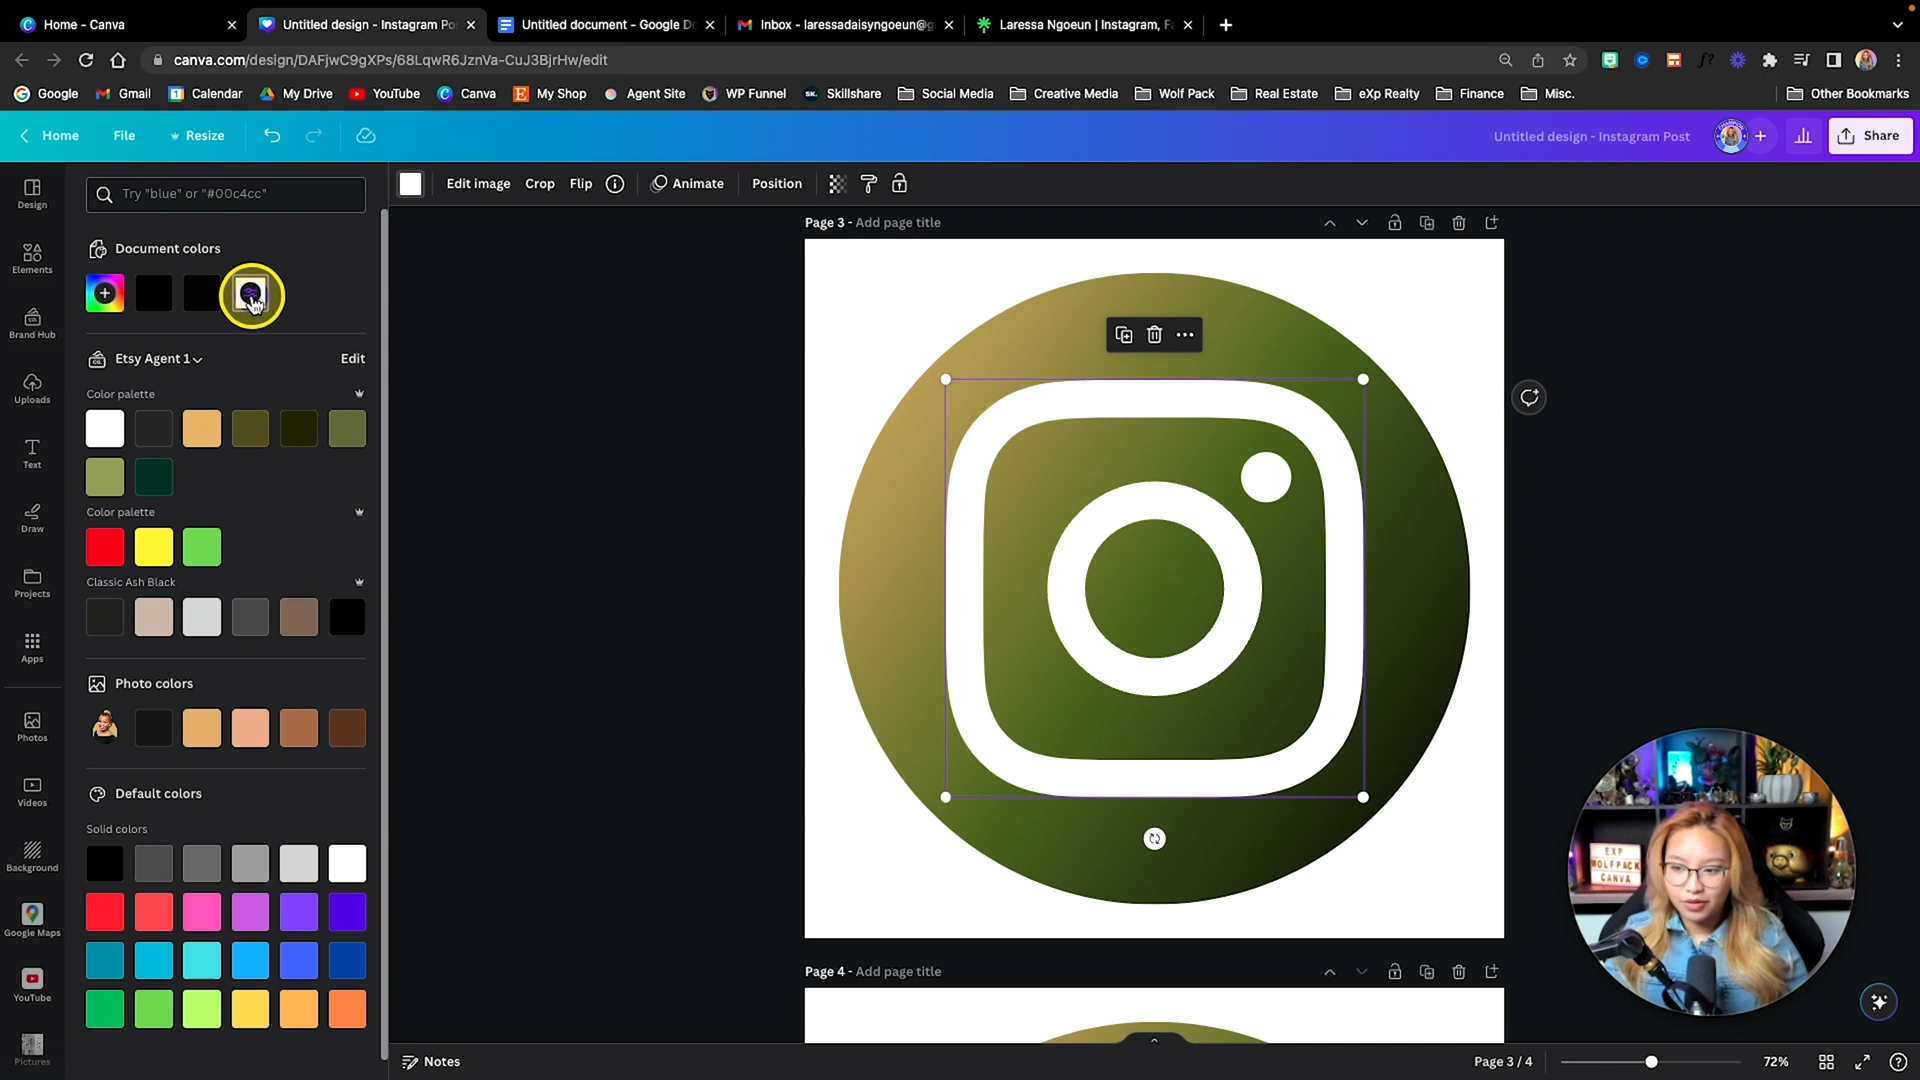 Home - Canva
Untitled design - Instagram Po
Untitled document - Google Do
Inbox - laressadaisyngoeun@g
Laressa Ngoeun | Instagram, Fa
canva.com/design/DAFjwC9gXPs/68LqwR6JznVa-CuJ3BjrHw/edit
f?
Google
Gmail
Calendar
My Drive
YouTube
Canva
My Shop
Agent Site
WP Funnel
Skillshare
Social Media
Creative Media
Wolf Pack
Real Estate
eXp Realty
Finance
Misc.
Other Bookmarks
Home
File
Resize
Untitled design - Instagram Post
Share
Try "blue" or "#00c4cc"
Edit image
Crop
Flip
Animate
Position
Design
Elements
Brand Hub
Uploads
Text
Draw
Projects
Apps
Photos
Videos
Background
Google Maps
YouTube
Pictures
Document colors
Etsy Agent 1
Edit
Color palette
Color palette
Classic Ash Black
Photo colors
Default colors
Solid colors
Page 3 - Add page title
Page 4 - Add page title
EXP
WOLFPACK
CANVA
Notes
Page 3 / 4
72%